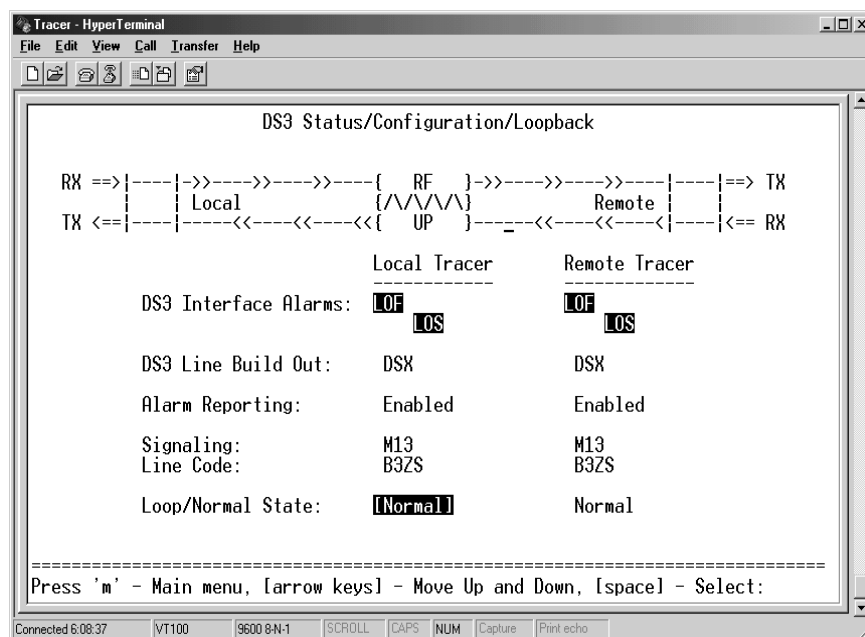 Tracer - HyperTerminal
File Edit View Call Transfer Help
DS3 Status/Configuration/Loopback
RX ==>|----|->>----->>----->>----{ RF }->>----->>----->>----|----|==> TX
| | Local {/\/\/\/\} Remote | |
TX <==|----|-----<<----<<----<<{ UP }---_--<<----<<----<|----|<== RX
Local Tracer Remote Tracer
------------ -------------
DS3 Interface Alarms: LOF LOF
LOS LOS
DS3 Line Build Out: DSX DSX
Alarm Reporting: Enabled Enabled
Signaling: M13 M13
Line Code: B3ZS B3ZS
Loop/Normal State: [Normal] Normal
================================================================================
Press 'm' - Main menu, [arrow keys] - Move Up and Down, [space] - Select:
Connected 6:08:37 VT100 9600 8-N-1 SCROLL CAPS NUM Capture Print echo